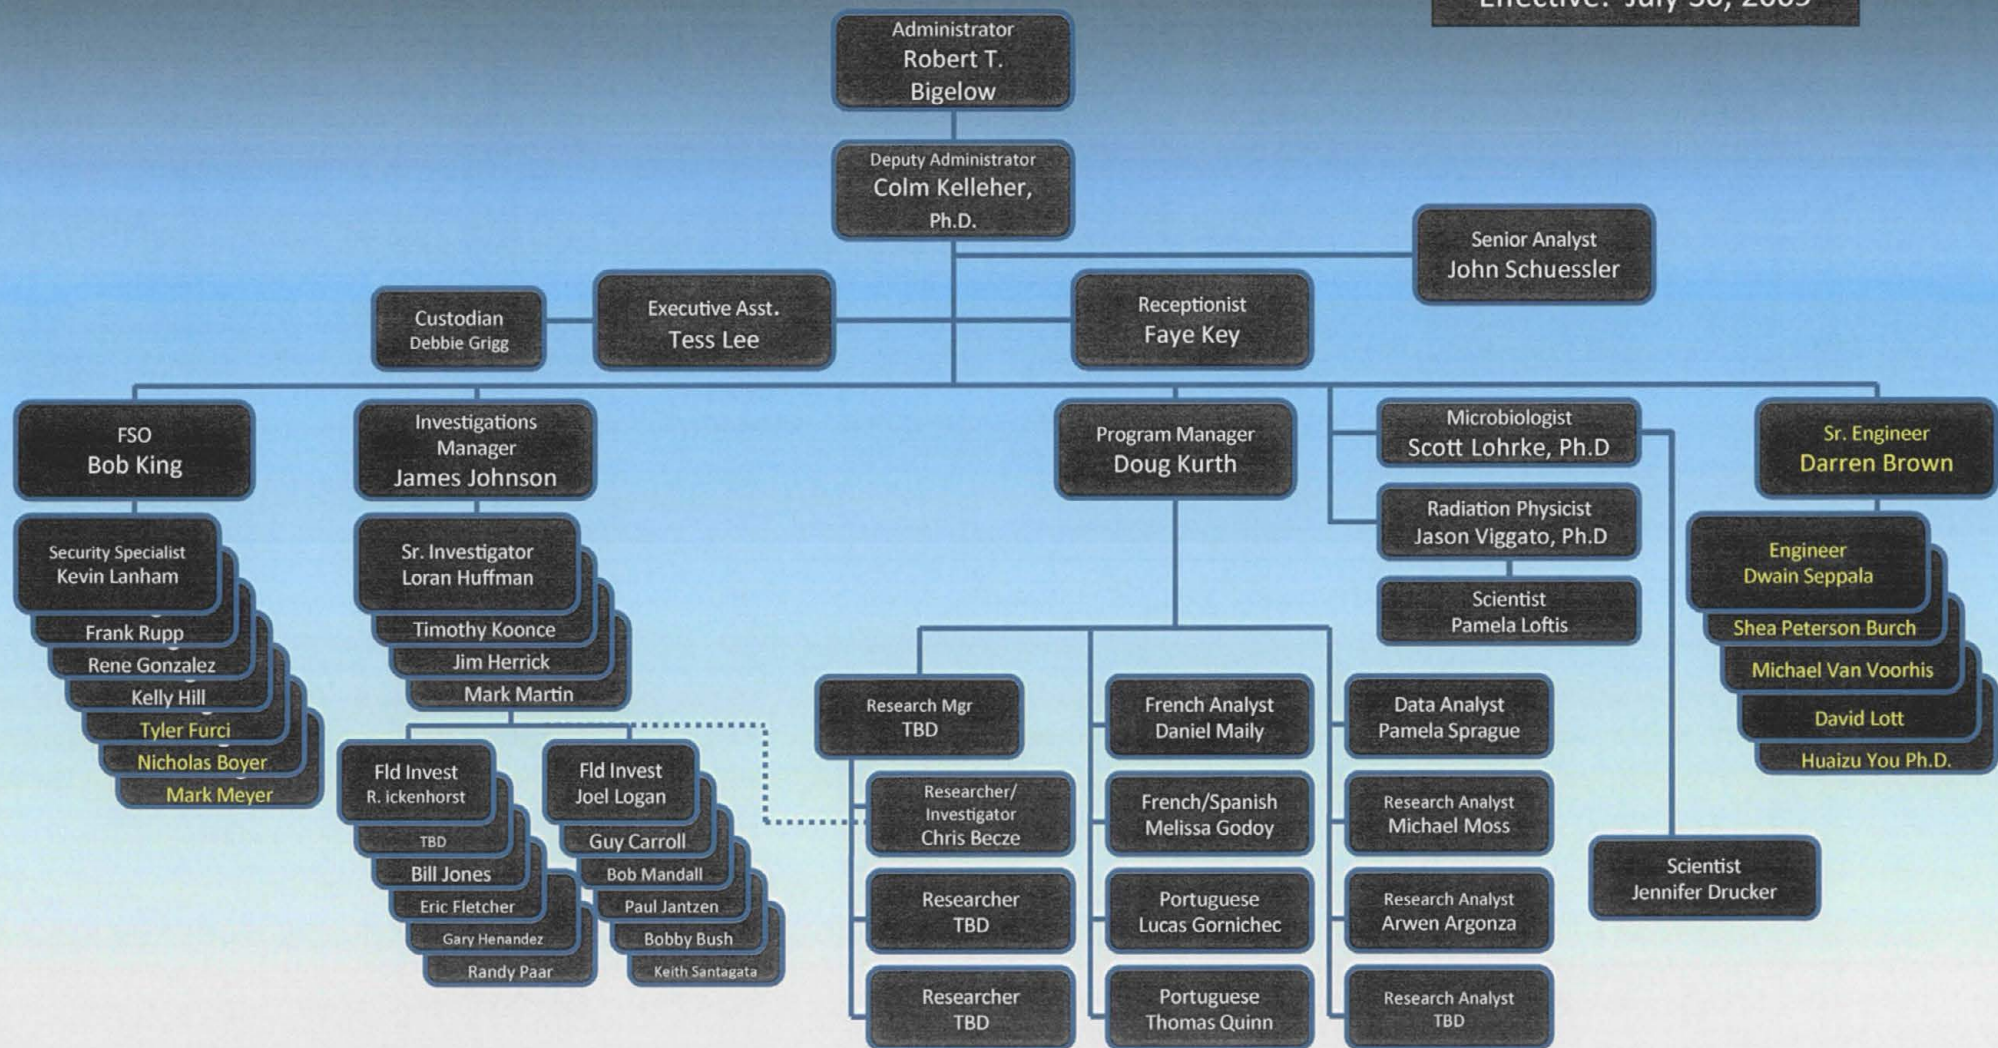 Effective: July 30, 2009
Administrator
Robert T.
Bigelow
Deputy Administrator
Colm Kelleher,
Ph.D.
Senior Analyst
John Schuessler
Custodian
Debbie Grigg
Executive Asst.
Tess Lee
Receptionist
Faye Key
FSO
Bob King
Security Specialist
Kevin Lanham
Frank Rupp
Rene Gonzalez
Kelly Hill
Tyler Furci
Nicholas Boyer
Mark Meyer
Investigations
Manager
James Johnson
Sr. Investigator
Loran Huffman
Timothy Koonce
Jim Herrick
Mark Martin
Fld Invest
R. ickenhorst
TBD
Bill Jones
Eric Fletcher
Gary Henandez
Randy Paar
Fld Invest
Joel Logan
Guy Carroll
Bob Mandall
Paul Jantzen
Bobby Bush
Keith Santagata
Program Manager
Doug Kurth
Research Mgr
TBD
Researcher/
Investigator
Chris Becze
Researcher
TBD
Researcher
TBD
French Analyst
Daniel Maily
French/Spanish
Melissa Godoy
Portuguese
Lucas Gornichec
Portuguese
Thomas Quinn
Data Analyst
Pamela Sprague
Research Analyst
Michael Moss
Research Analyst
Arwen Argonza
Research Analyst
TBD
Microbiologist
Scott Lohrke, Ph.D
Radiation Physicist
Jason Viggato, Ph.D
Scientist
Pamela Loftis
Scientist
Jennifer Drucker
Sr. Engineer
Darren Brown
Engineer
Dwain Seppala
Shea Peterson Burch
Michael Van Voorhis
David Lott
Huaizu You Ph.D.